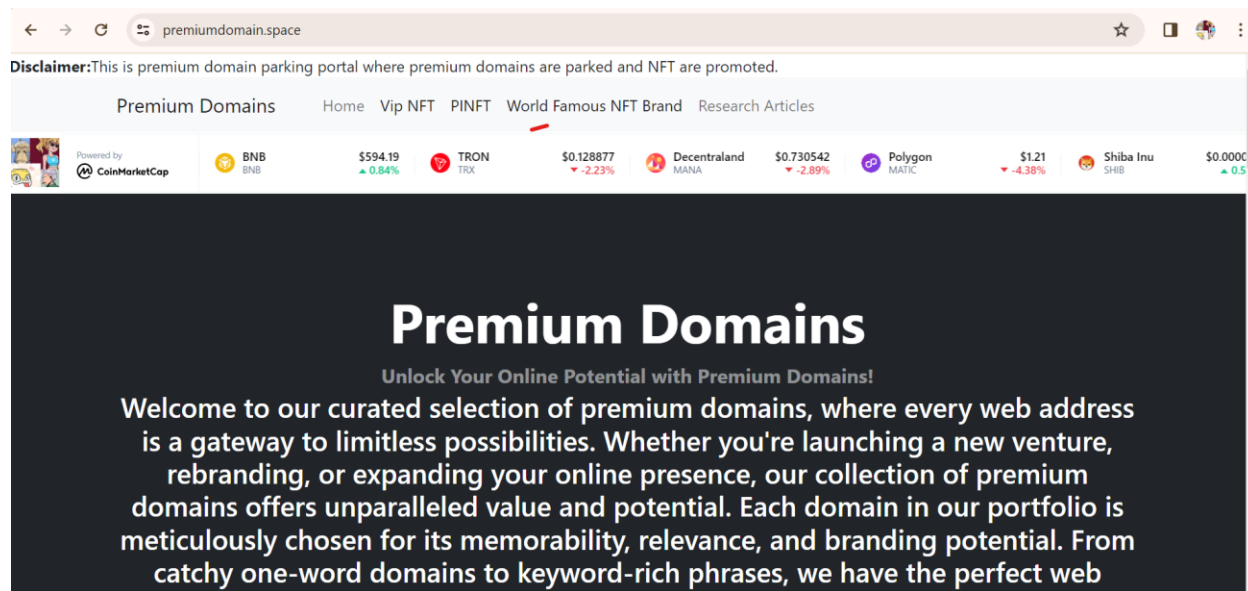 premiumdomain.space
Disclaimer:This is premium domain parking portal where premium domains are parked and NFT are promoted.
Premium Domains Home Vip NFT PINFT World Famous NFT Brand Research Articles
Powered by
CoinMarketCap
BNB $594.19 TRON $0.128877 Decentraland $0.730542 Polygon $1.21 Shiba Inu $0.0000
BNB ▲ 0.84% TRX ▼ -2.23% MANA ▼ -2.89% MATIC ▼ -4.38% SHIB ▲ 0.5
Premium Domains
Unlock Your Online Potential with Premium Domains!
Welcome to our curated selection of premium domains, where every web address
is a gateway to limitless possibilities. Whether you're launching a new venture,
rebranding, or expanding your online presence, our collection of premium
domains offers unparalleled value and potential. Each domain in our portfolio is
meticulously chosen for its memorability, relevance, and branding potential. From
catchy one-word domains to keyword-rich phrases, we have the perfect web